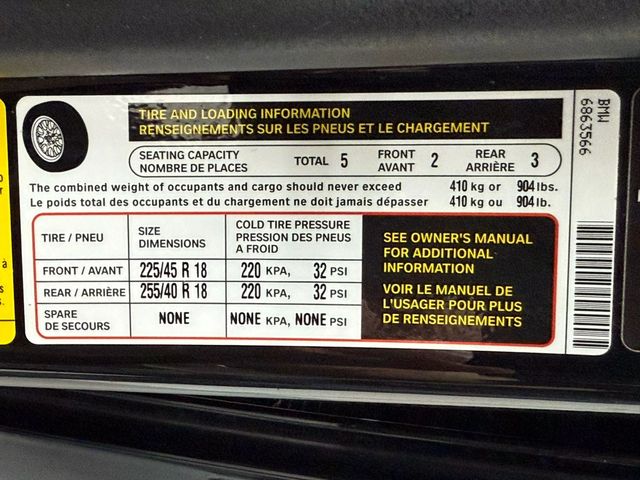 TIRE AND LOADING INFORMATION
RENSEIGNEMENTS SUR LES PNEUS ET LE CHARGEMENT
SEATING CAPACITY
NOMBRE DE PLACES
TOTAL 5
FRONT
AVANT 2
REAR
ARRIÈRE 3
The combined weight of occupants and cargo should never exceed 410 kg or 904 lbs.
Le poids total des occupants et du chargement ne doit jamais dépasser 410 kg ou 904 lb.
TIRE / PNEU
SIZE
DIMENSIONS
COLD TIRE PRESSURE
PRESSION DES PNEUS
A FROID
FRONT / AVANT 225/45 R 18 220 KPA, 32 PSI
REAR / ARRIÈRE 255/40 R 18 220 KPA, 32 PSI
SPARE
DE SECOURS
NONE NONE KPA, NONE PSI
SEE OWNER'S MANUAL
FOR ADDITIONAL
INFORMATION
VOIR LE MANUEL DE
L'USAGER POUR PLUS
DE RENSEIGNEMENTS
BMW
6863566